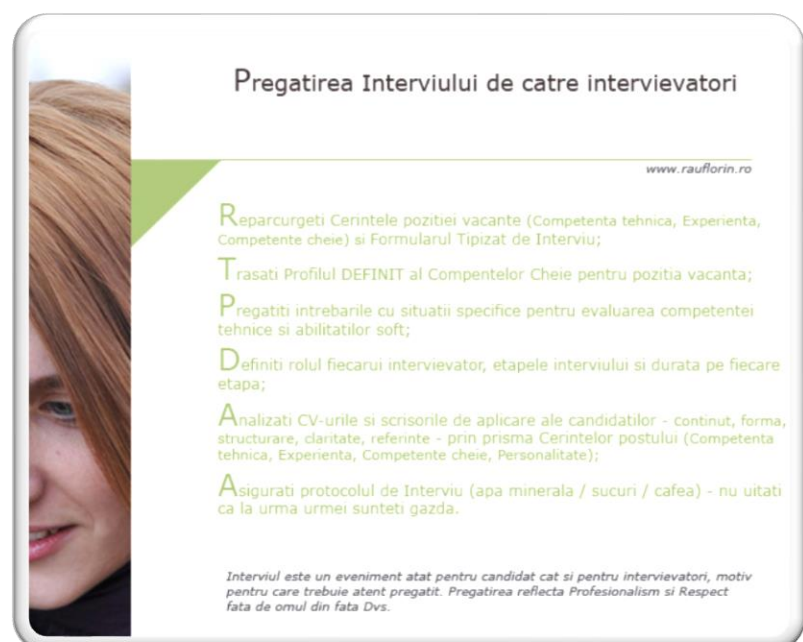 Pregatirea Interviului de catre intervievatori
www.rauflorin.ro
Reparcurgeti Cerintele pozitiei vacante (Competenta tehnica, Experienta,
Competente cheie) si Formularul Tipizat de Interviu;
Trasati Profilul DEFINIT al Compentelor Cheie pentru pozitia vacanta;
Pregatiti intrebarile cu situatii specifice pentru evaluarea competentei
tehnice si abilitatilor soft;
Definiti rolul fiecarui intervievator, etapele interviului si durata pe fiecare
etapa;
Analizati CV-urile si scrisorile de aplicare ale candidatilor - continut, forma,
structurare, claritate, referinte - prin prisma Cerintelor postului (Competenta
tehnica, Experienta, Competente cheie, Personalitate);
Asigurati protocolul de Interviu (apa minerala / sucuri / cafea) - nu uitati
ca la urma urmei sunteti gazda.
Interviul este un eveniment atat pentru candidat cat si pentru intervievatori, motiv
pentru care trebuie atent pregatit. Pregatirea reflecta Profesionalism si Respect
fata de omul din fata Dvs.